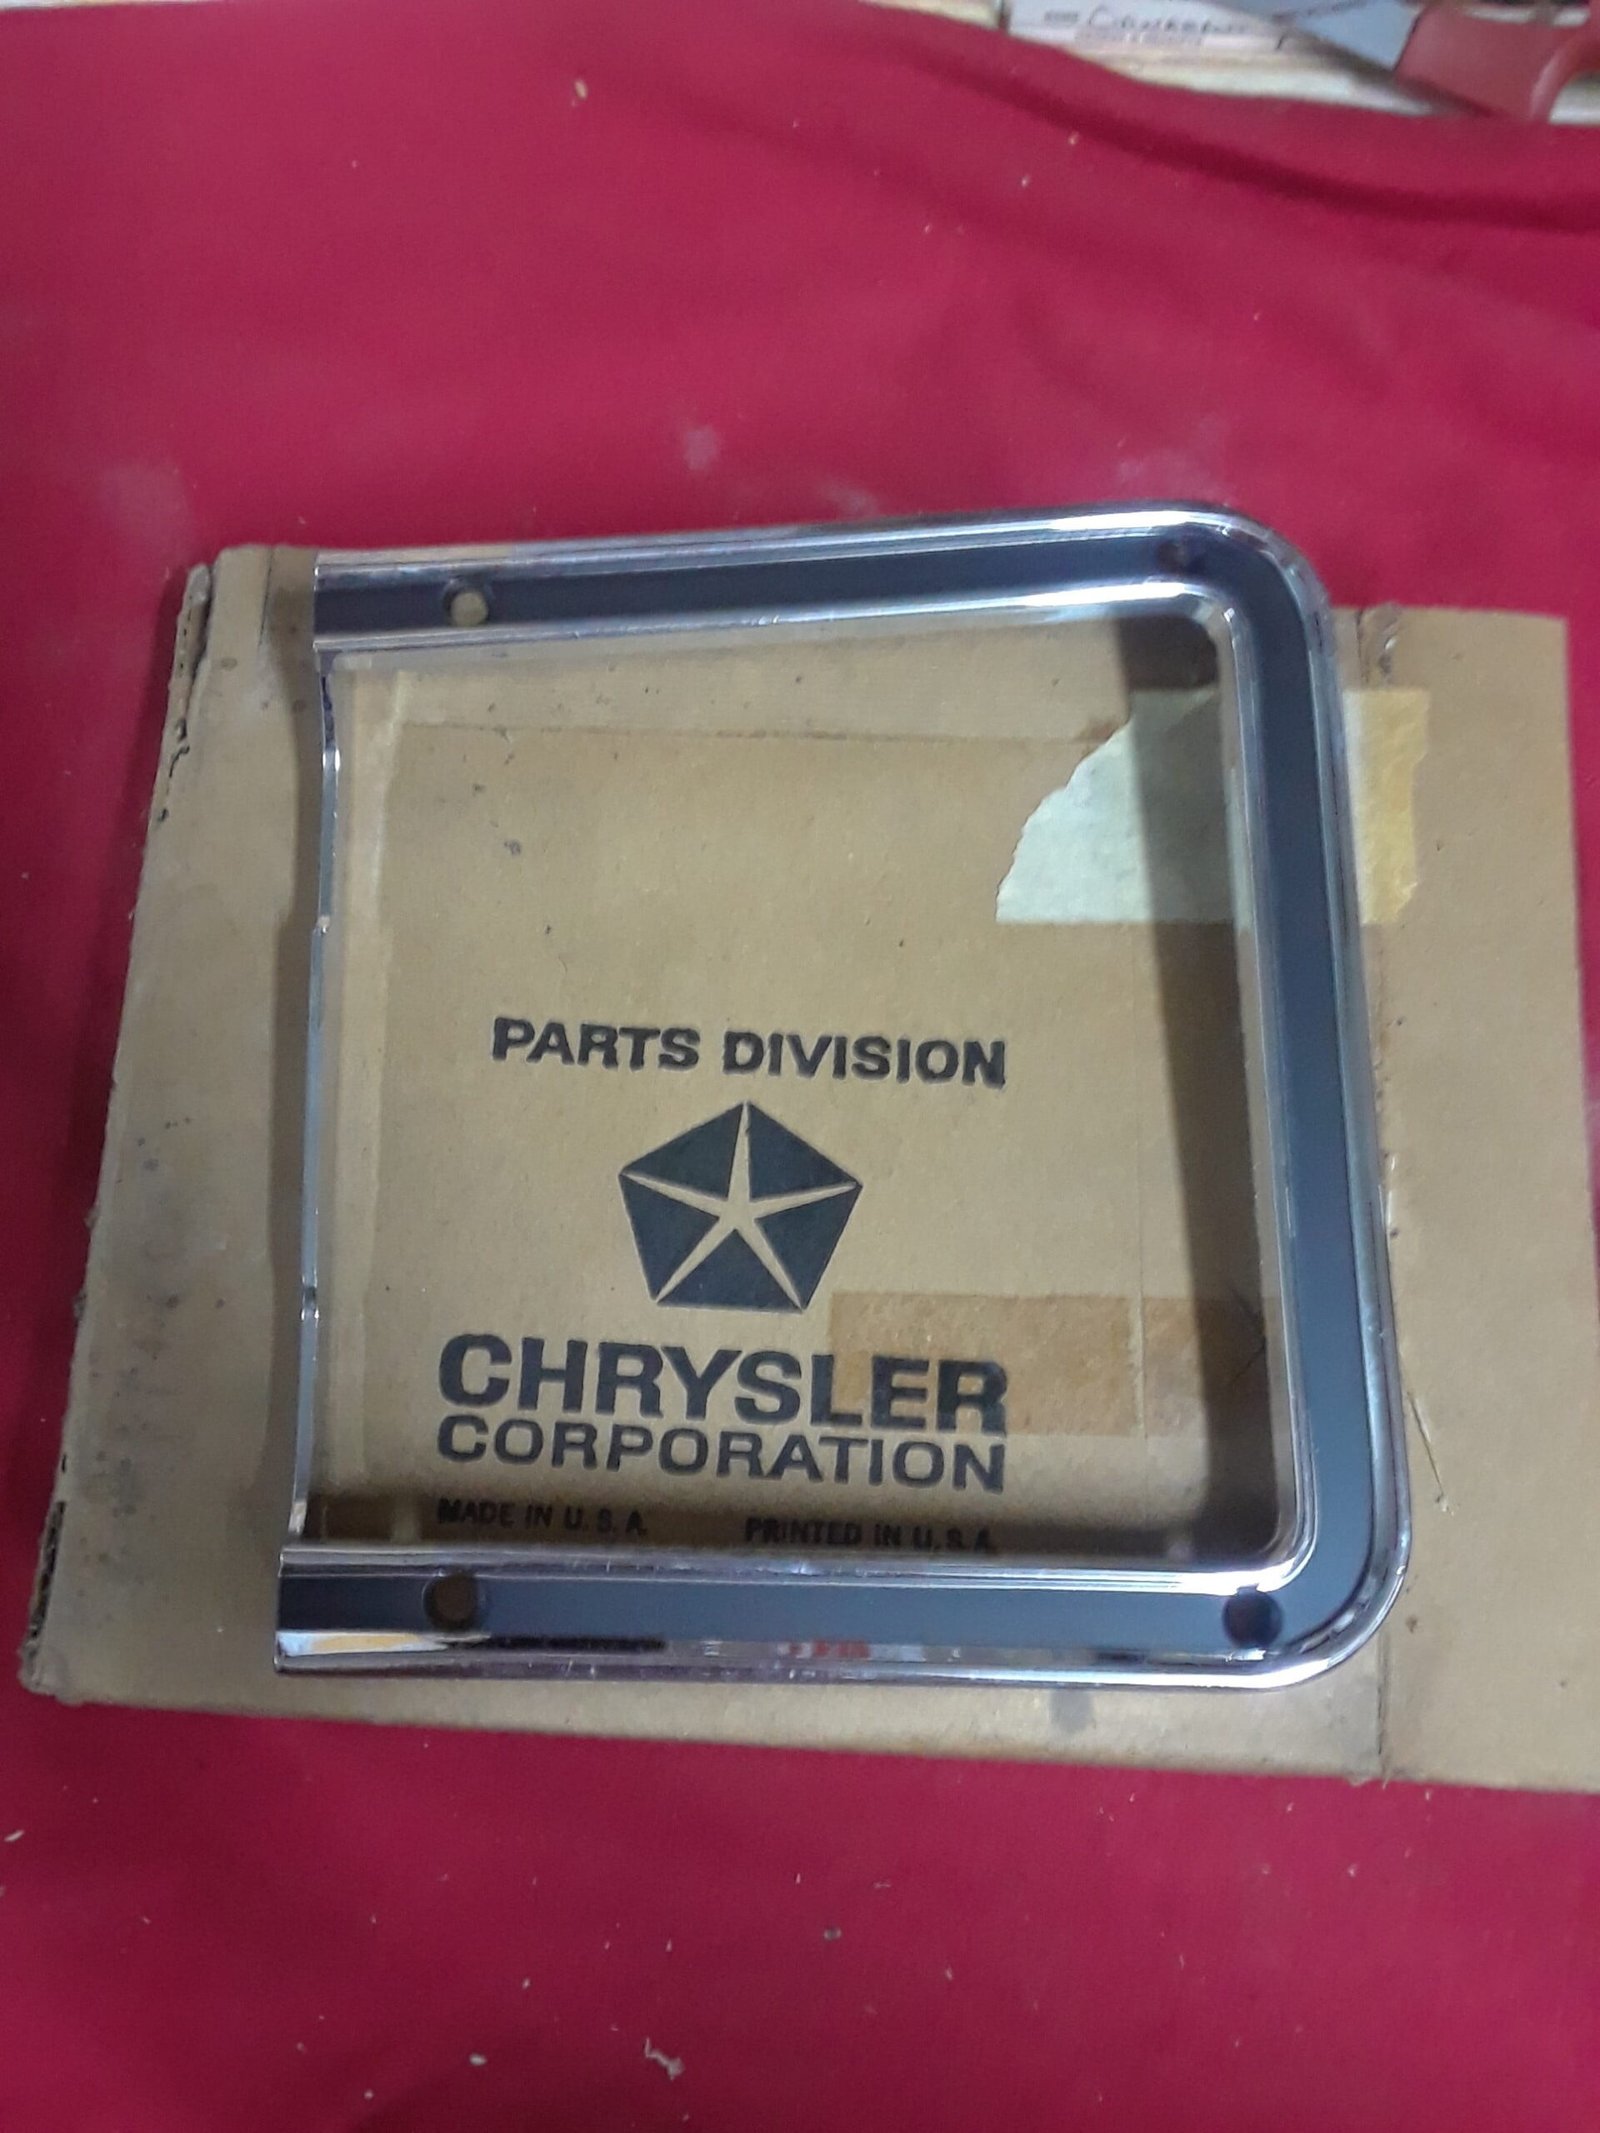 PARTS DIVISION
CHRYSLER
CORPORATION
MADE IN U.S.A. PRINTED IN U.S.A.